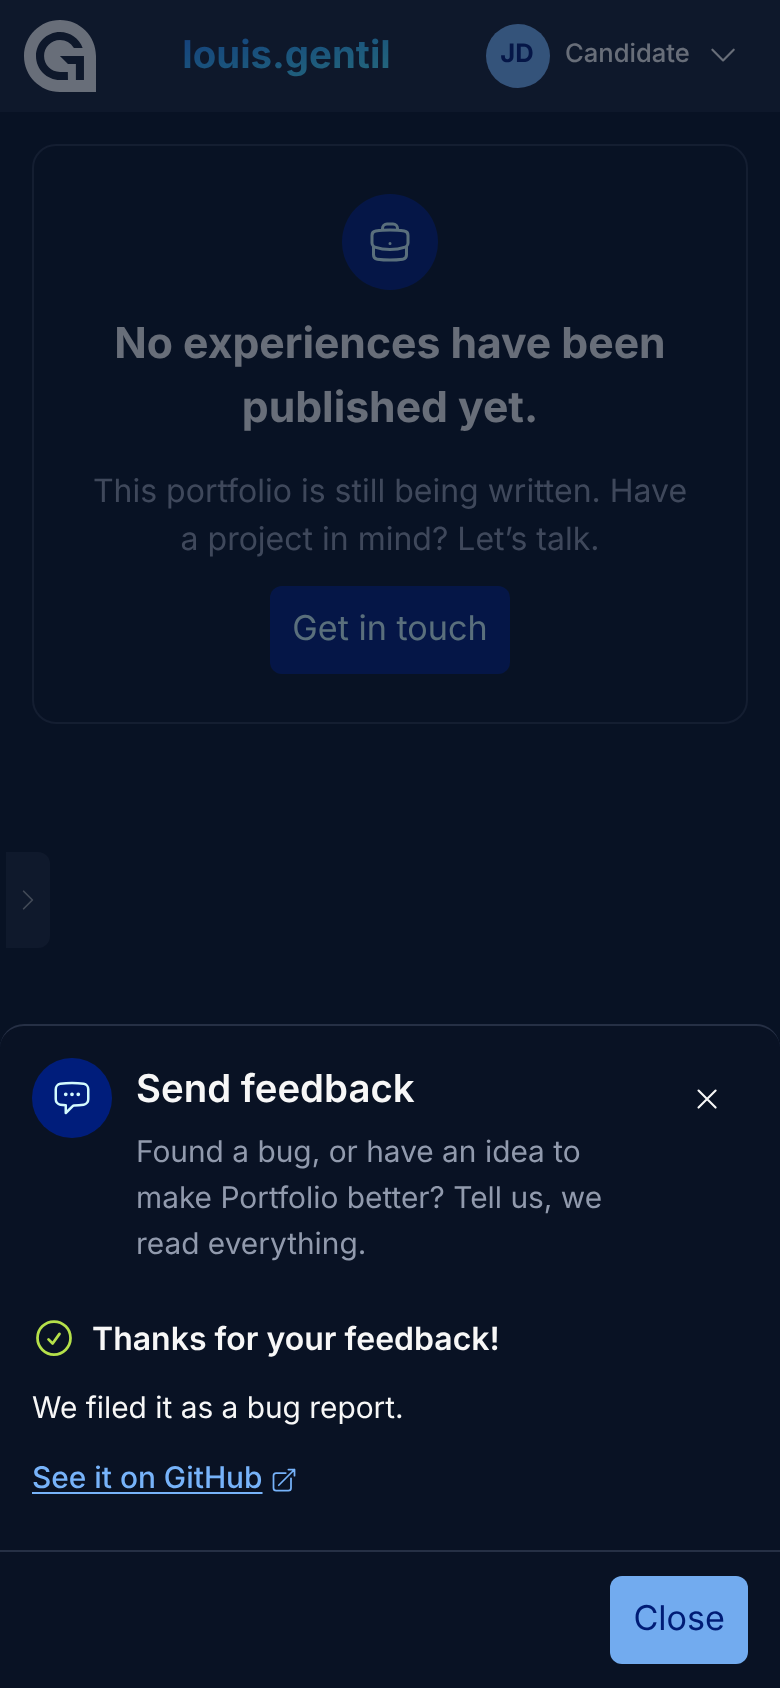 louis.gentil
JD
Candidate
No experiences have been
published yet.
This portfolio is still being written. Have
a project in mind? Let’s talk.
Get in touch
Send feedback
Found a bug, or have an idea to
make Portfolio better? Tell us, we
read everything.
Thanks for your feedback!
We filed it as a bug report.
See it on GitHub
Close